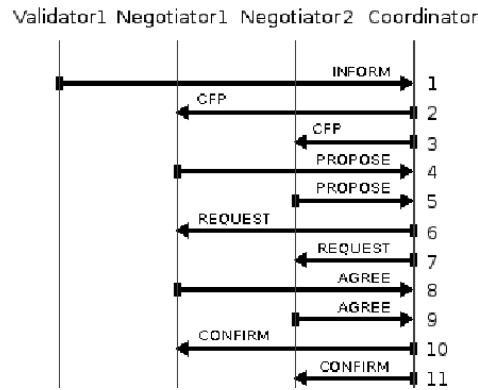 Validator1 Negotiator1 Negotiator2 Coordinator
INFORM 1
CFP 2
CFP 3
PROPOSE 4
PROPOSE 5
REQUEST 6
REQUEST 7
AGREE 8
AGREE 9
CONFIRM 10
CONFIRM 11